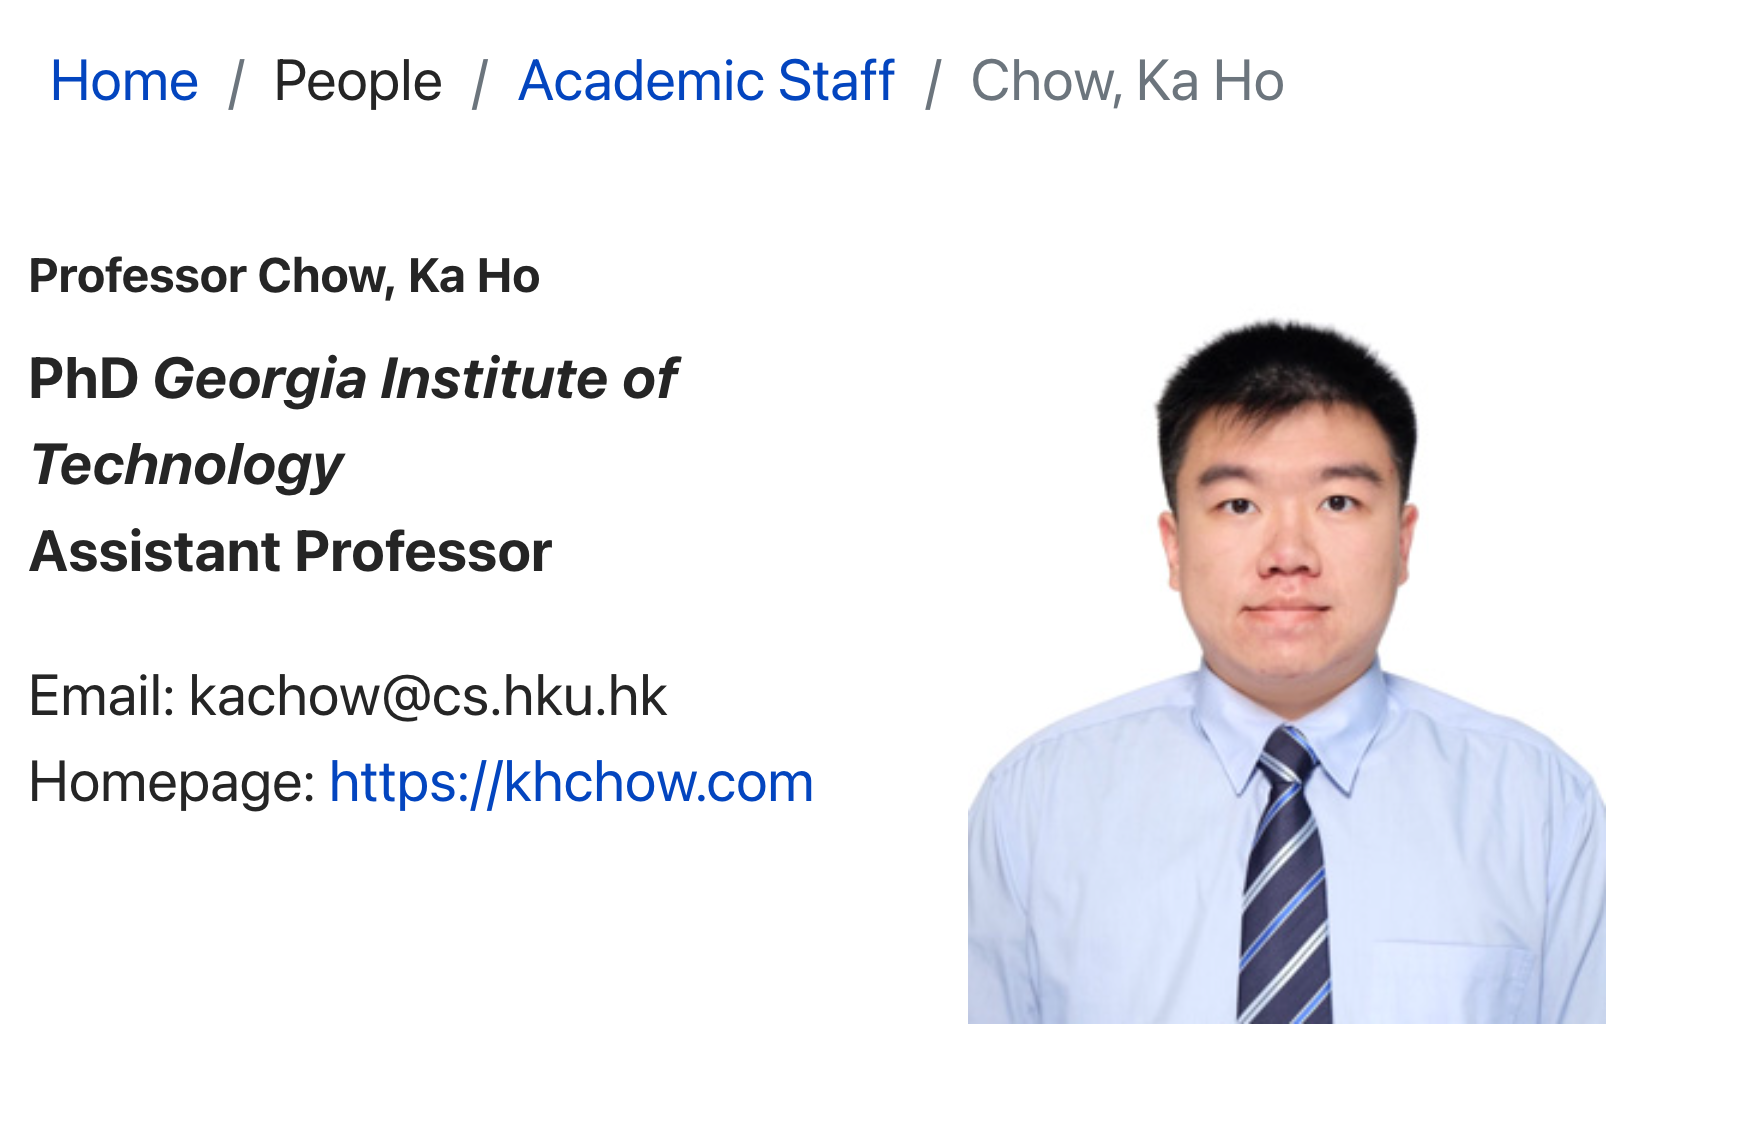 Home / People / Academic Staff / Chow, Ka Ho
Professor Chow, Ka Ho
PhD Georgia Institute of
Technology
Assistant Professor
Email: kachow@cs.hku.hk
Homepage: https://khchow.com